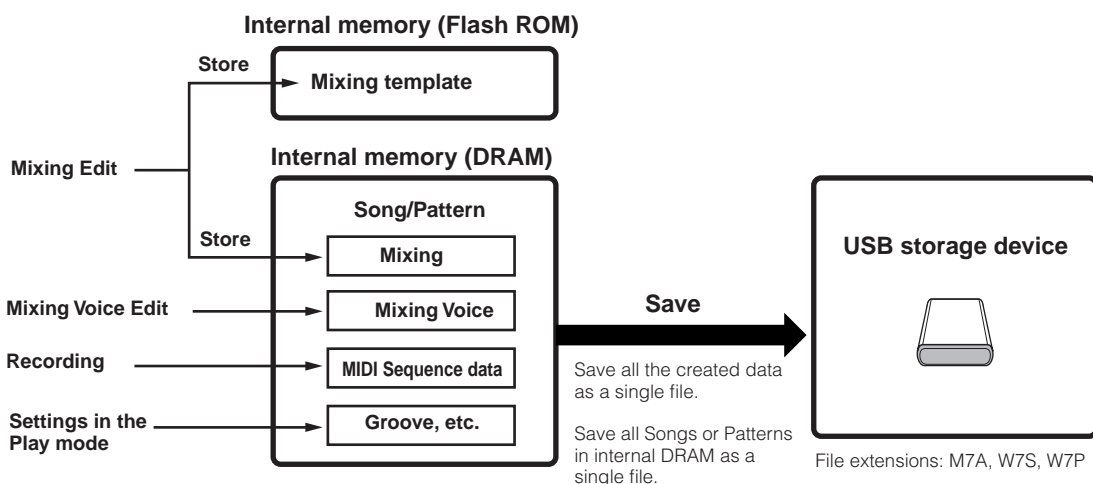 Internal memory (Flash ROM)
Store
Mixing template
Mixing Edit
Internal memory (DRAM)
Song/Pattern
Store
Mixing
Mixing Voice Edit
Mixing Voice
Recording
MIDI Sequence data
Settings in the
Play mode
Groove, etc.
Save
Save all the created data
as a single file.
Save all Songs or Patterns
in internal DRAM as a
single file.
USB storage device
File extensions: M7A, W7S, W7P